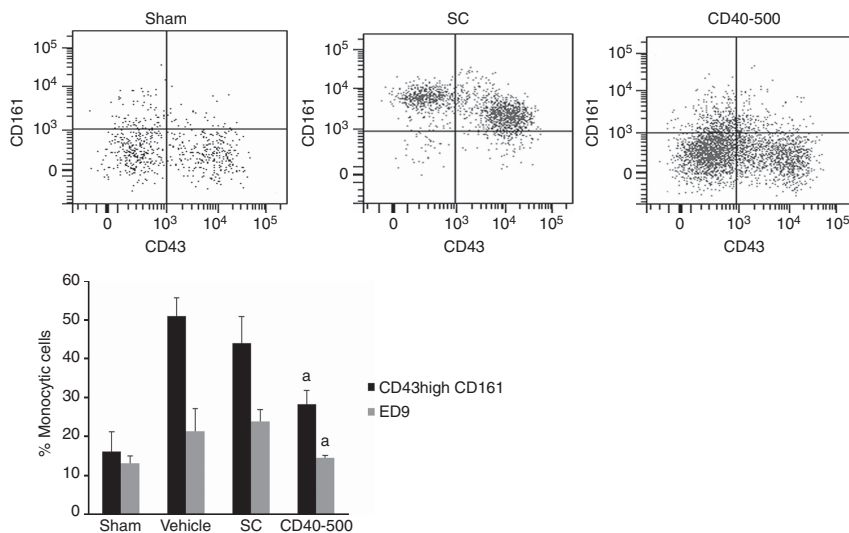 Sham
SC
CD40-500
CD161
10⁵
10⁴
10³
0
0
10³
10⁴
10⁵
CD43
CD161
10⁵
10⁴
10³
0
0
10³
10⁴
10⁵
CD43
CD161
10⁵
10⁴
10³
0
0
10³
10⁴
10⁵
CD43
% Monocytic cells
60
50
40
30
20
10
0
a
a
Sham
Vehicle
SC
CD40-500
CD43high CD161
ED9